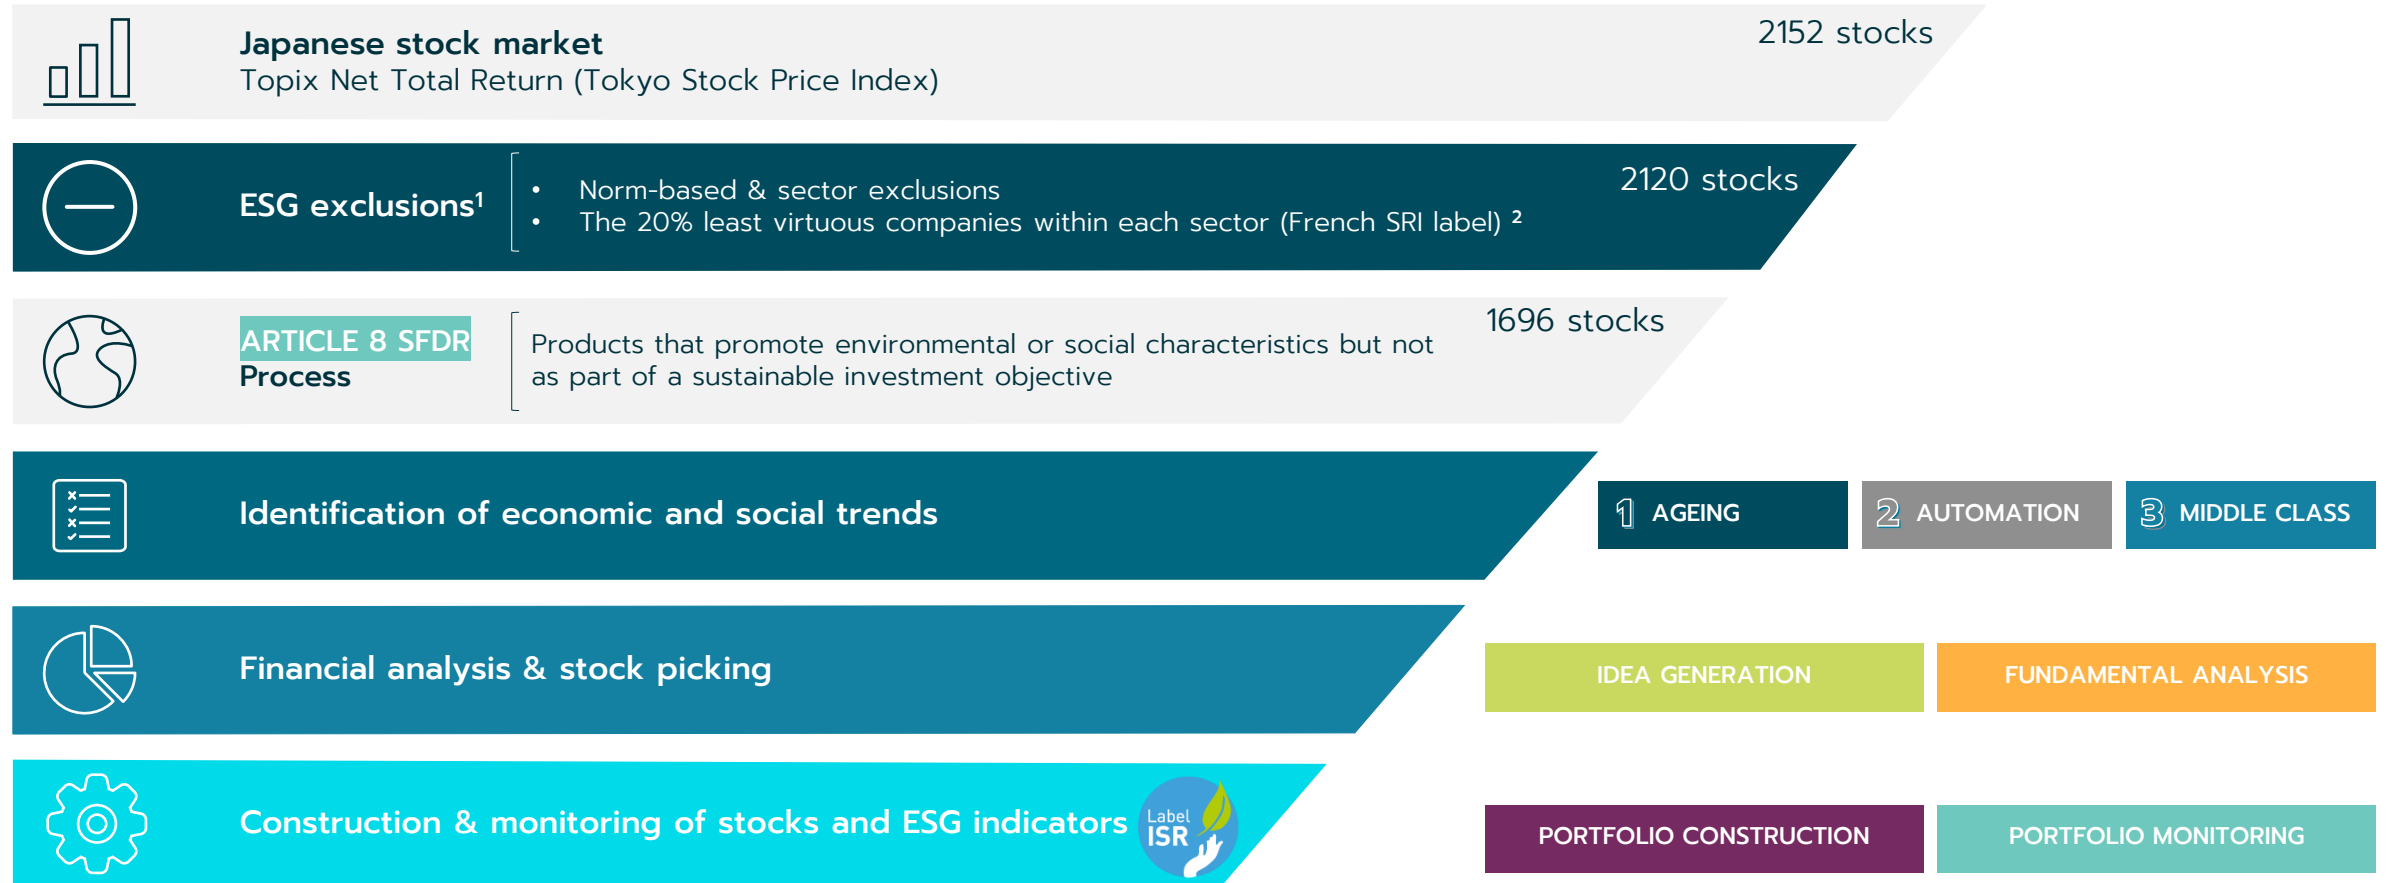 Japanese stock market
2152 stocks
Topix Net Total Return (Tokyo Stock Price Index)
ESG exclusions¹
• Norm-based & sector exclusions
• The 20% least virtuous companies within each sector (French SRI label) ²
2120 stocks
ARTICLE 8 SFDR
Process
Products that promote environmental or social characteristics but not
as part of a sustainable investment objective
1696 stocks
Identification of economic and social trends
1 AGEING
2 AUTOMATION
3 MIDDLE CLASS
Financial analysis & stock picking
IDEA GENERATION
FUNDAMENTAL ANALYSIS
Construction & monitoring of stocks and ESG indicators
Label
ISR
PORTFOLIO CONSTRUCTION
PORTFOLIO MONITORING